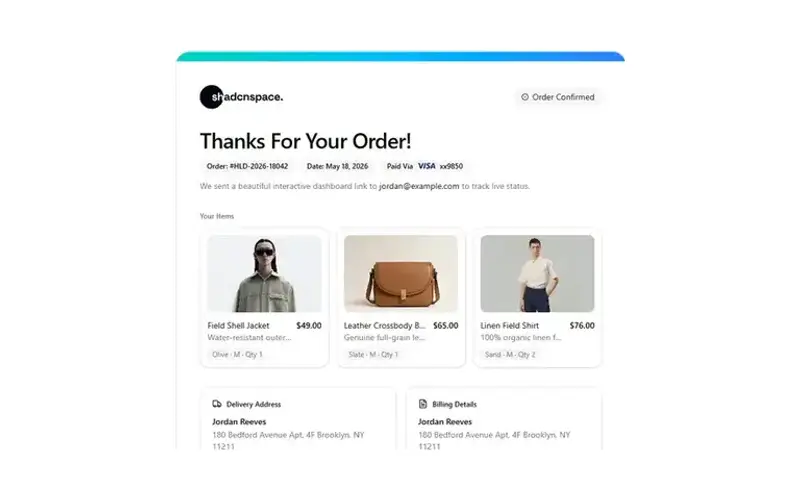 shadcnspace.
Order Confirmed
Thanks For Your Order!
Order: #HLD-2026-18042 Date: May 18, 2026 Paid Via VISA xx9850
We sent a beautiful interactive dashboard link to jordan@example.com to track live status.
Your Items
Field Shell Jacket $49.00
Water-resistant outer...
Olive · M · Qty 1
Leather Crossbody B... $65.00
Genuine full-grain le...
Slate · M · Qty 1
Linen Field Shirt $76.00
100% organic linen f...
Sand · M · Qty 2
Delivery Address
Jordan Reeves
180 Bedford Avenue Apt, 4F Brooklyn, NY
11211
Billing Details
Jordan Reeves
180 Bedford Avenue Apt, 4F Brooklyn, NY
11211